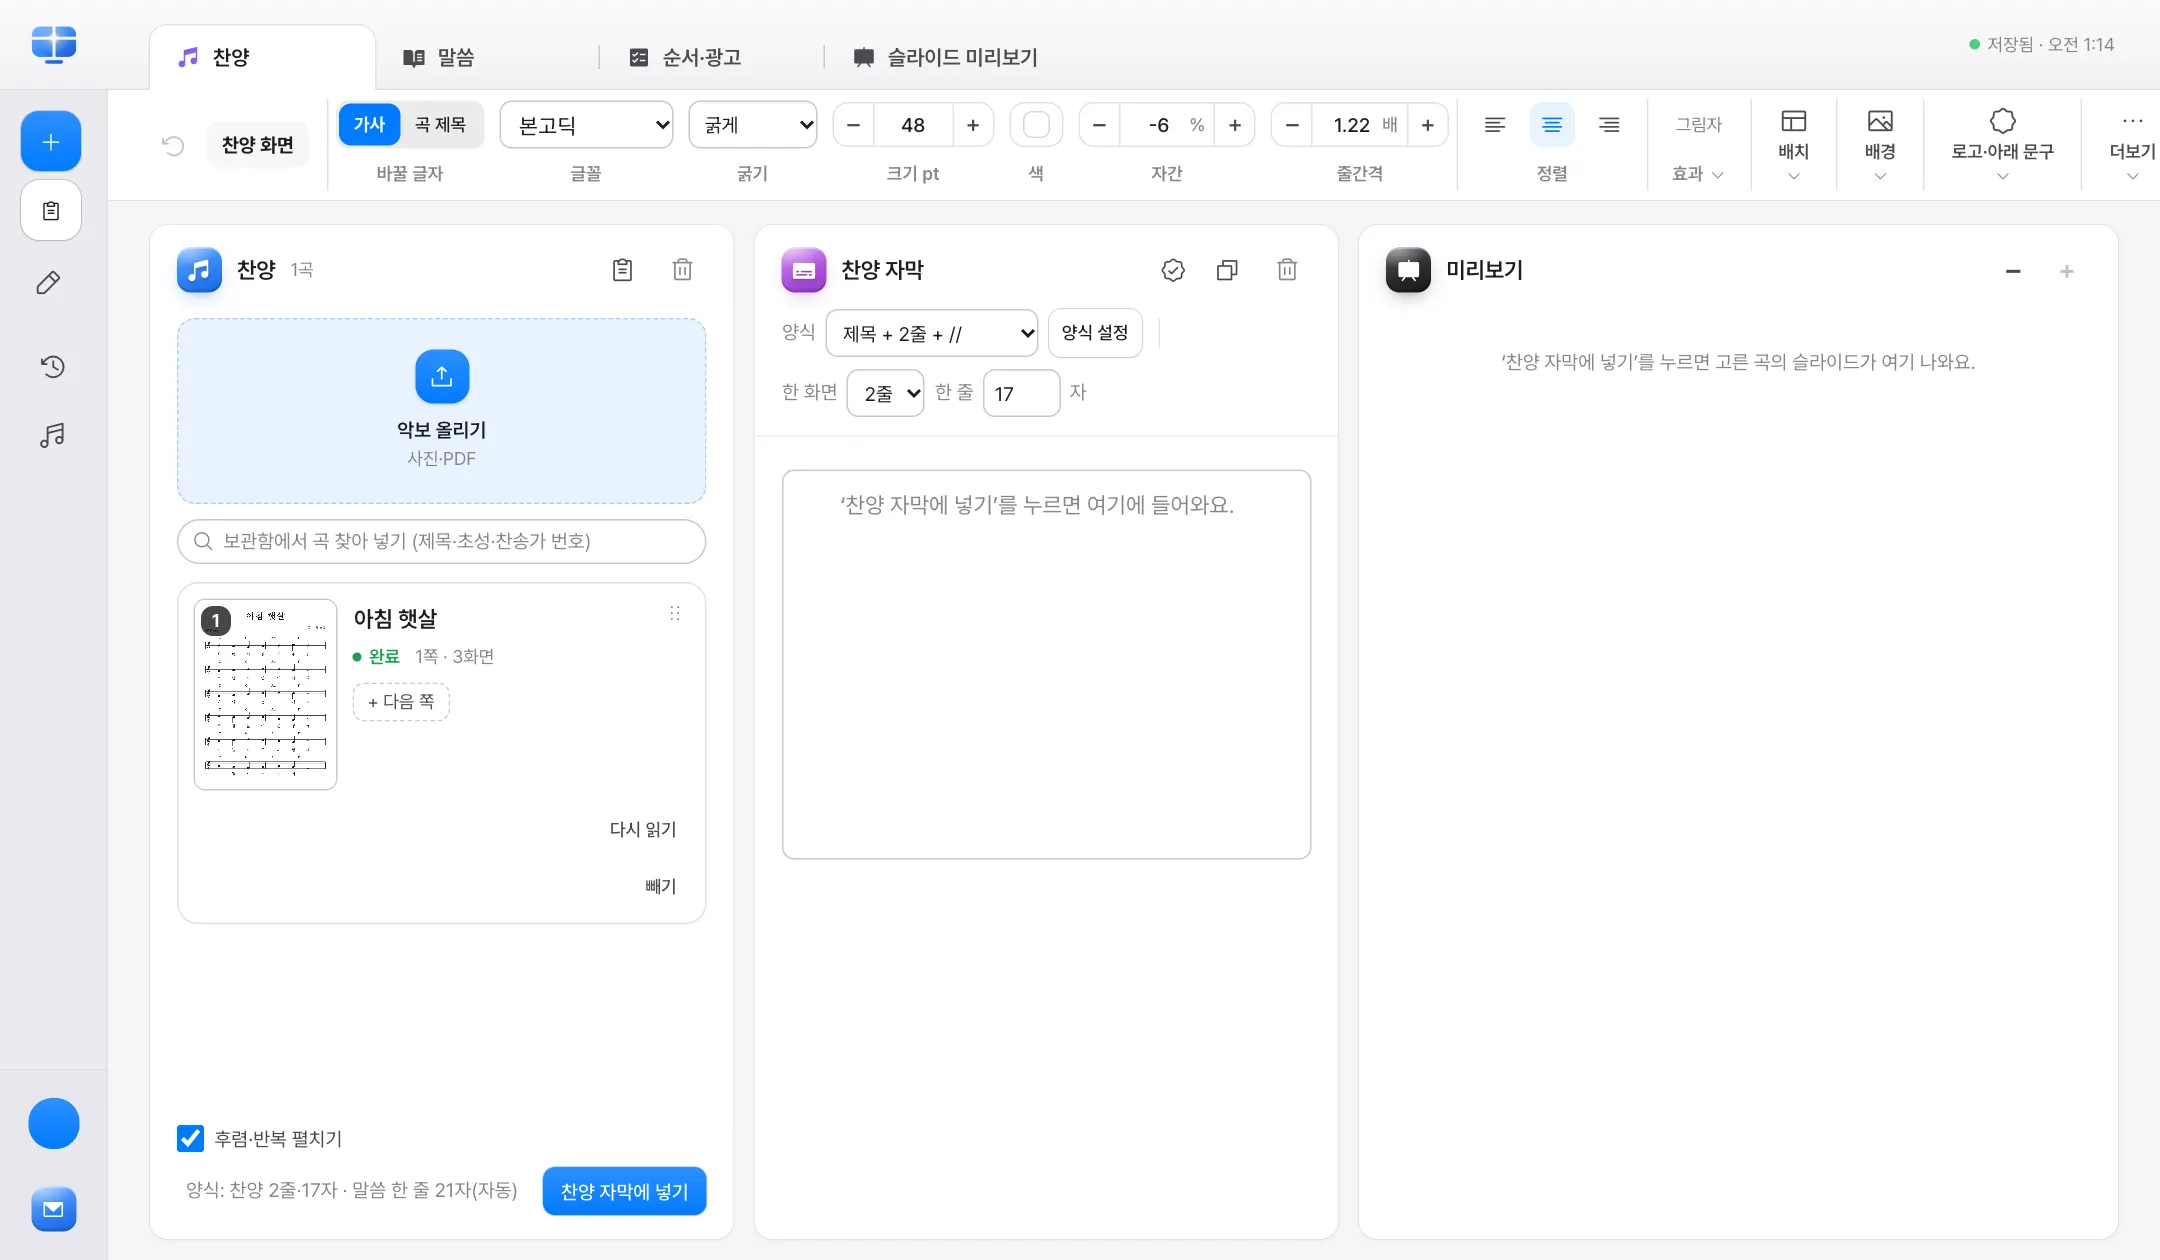 찬양
말씀
순서·광고
슬라이드 미리보기
저장됨 · 오전 1:14
찬양 화면
가사
곡 제목
본고딕
굵게
− 48 +
− -6 % +
− 1.22 배 +
그림자
배치
배경
로고·아래 문구
더보기
바꿀 글자
글꼴
굵기
크기 pt
색
자간
줄간격
정렬
효과
찬양 1곡
악보 올리기
사진·PDF
보관함에서 곡 찾아 넣기 (제목·초성·찬송가 번호)
1
아침 햇살
아침 햇살
완료 1쪽 · 3화면
+ 다음 쪽
다시 읽기
빼기
후렴·반복 펼치기
양식: 찬양 2줄·17자 · 말씀 한 줄 21자(자동)
찬양 자막에 넣기
찬양 자막
양식 제목 + 2줄 + // 양식 설정
한 화면 2줄 한 줄 17 자
‘찬양 자막에 넣기’를 누르면 여기에 들어와요.
미리보기
‘찬양 자막에 넣기’를 누르면 고른 곡의 슬라이드가 여기 나와요.